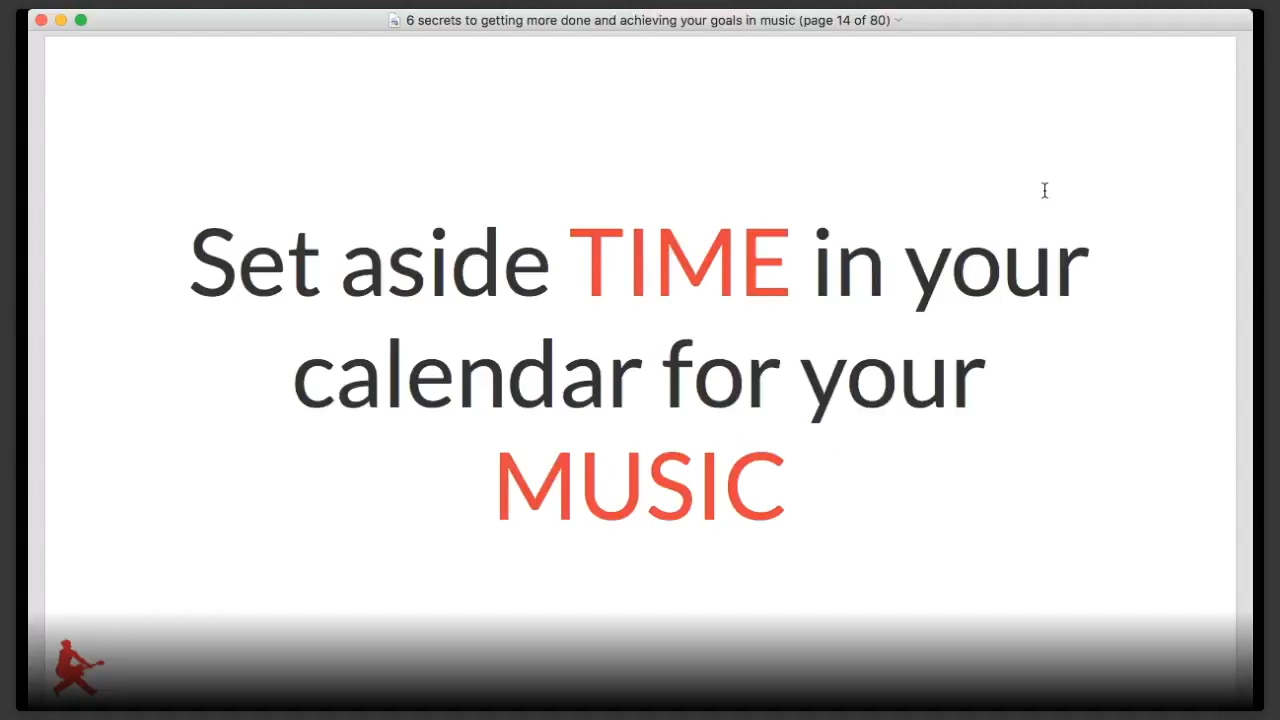 6 secrets to getting more done and achieving your goals in music (page 14 of 80)
Set aside TIME in your
calendar for your
MUSIC